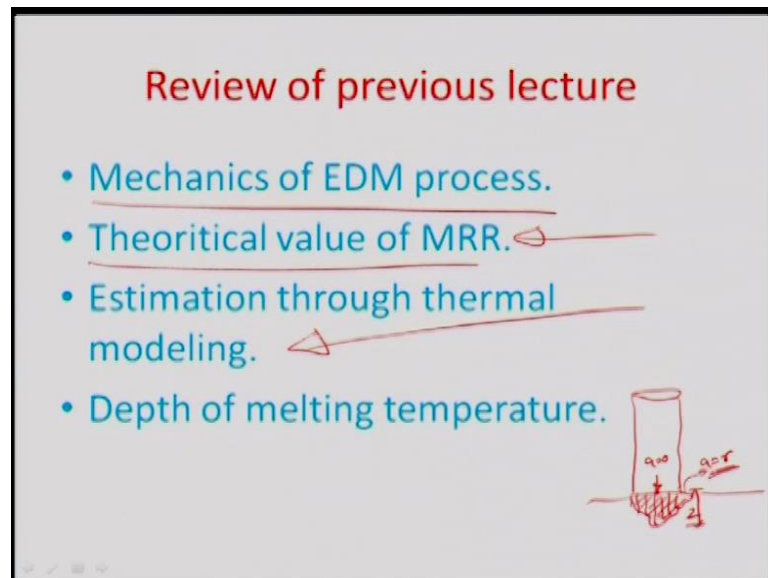 Review of previous lecture
• Mechanics of EDM process.
• Theoritical value of MRR.
• Estimation through thermal
modeling.
• Depth of melting temperature.